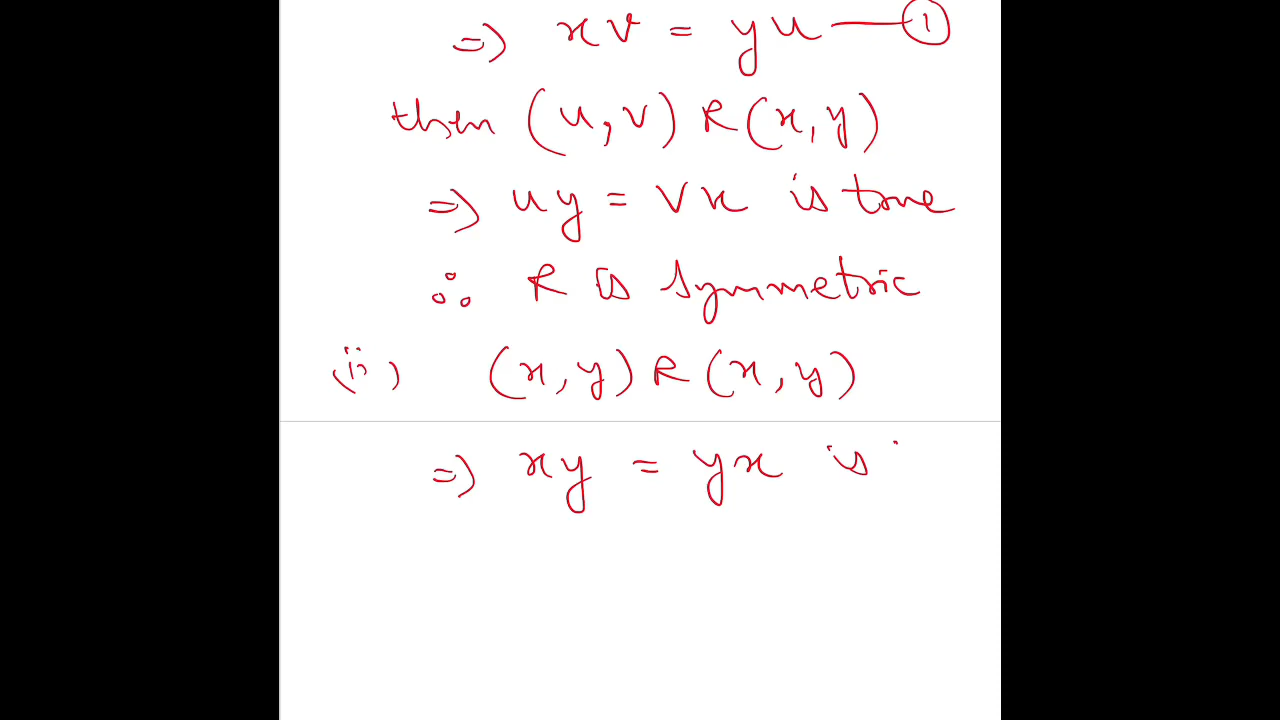 ⇒ xv = yu —— ①
then (u, v) R (x, y)
⇒ uy = vx is true
∴ R is symmetric
(ii) (x, y) R (x, y)
⇒ xy = yx is